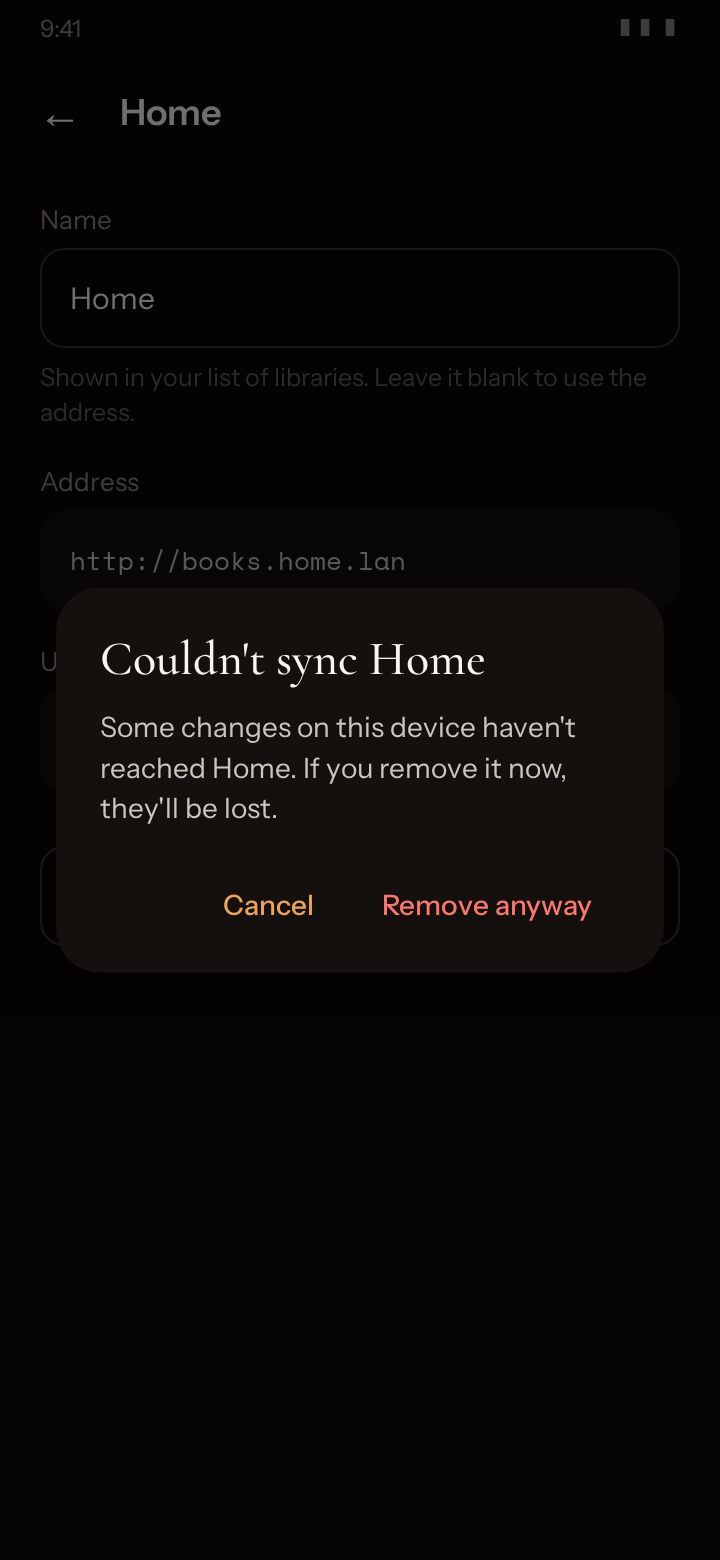 9:41
← Home
Name
Home
Shown in your list of libraries. Leave it blank to use the
address.
Address
http://books.home.lan
Couldn't sync Home
Some changes on this device haven't
reached Home. If you remove it now,
they'll be lost.
Cancel Remove anyway